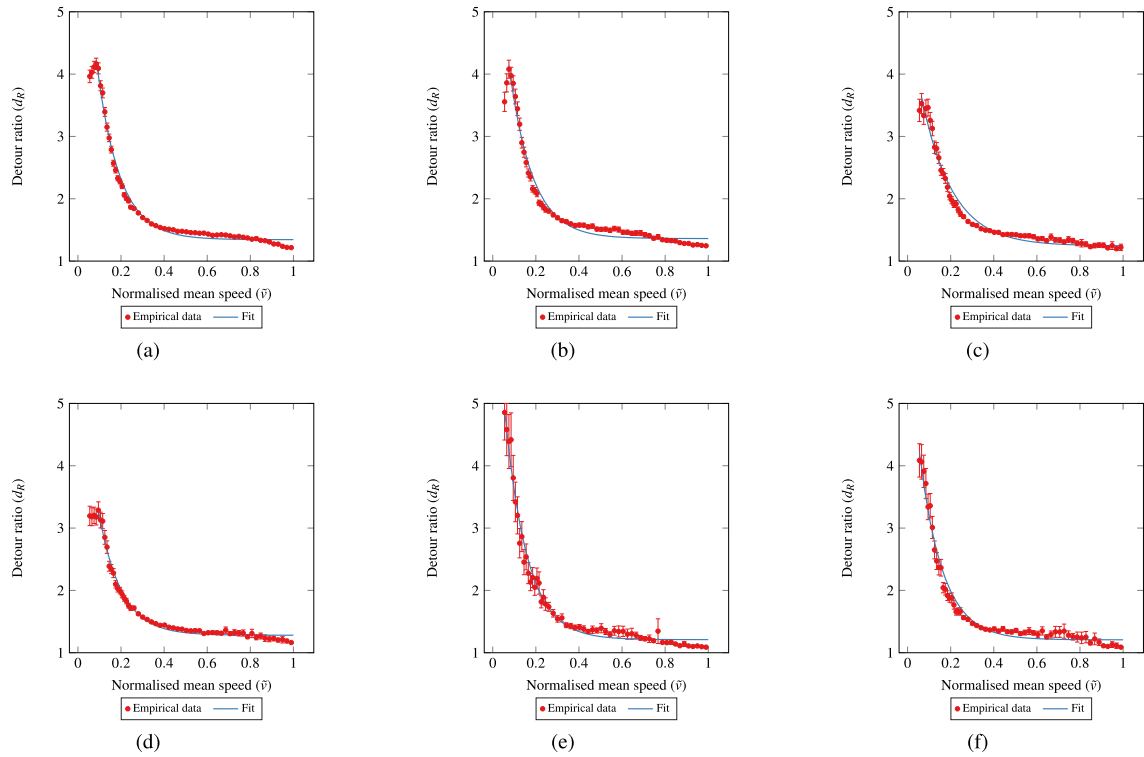 5
4
3
2
1
0
0.2
0.4
0.6
0.8
1
Detour ratio (d_R)
Normalised mean speed (ṽ)
Empirical data
Fit
(a)
5
4
3
2
1
0
0.2
0.4
0.6
0.8
1
Detour ratio (d_R)
Normalised mean speed (ṽ)
Empirical data
Fit
(b)
5
4
3
2
1
0
0.2
0.4
0.6
0.8
1
Detour ratio (d_R)
Normalised mean speed (ṽ)
Empirical data
Fit
(c)
5
4
3
2
1
0
0.2
0.4
0.6
0.8
1
Detour ratio (d_R)
Normalised mean speed (ṽ)
Empirical data
Fit
(d)
5
4
3
2
1
0
0.2
0.4
0.6
0.8
1
Detour ratio (d_R)
Normalised mean speed (ṽ)
Empirical data
Fit
(e)
5
4
3
2
1
0
0.2
0.4
0.6
0.8
1
Detour ratio (d_R)
Normalised mean speed (ṽ)
Empirical data
Fit
(f)